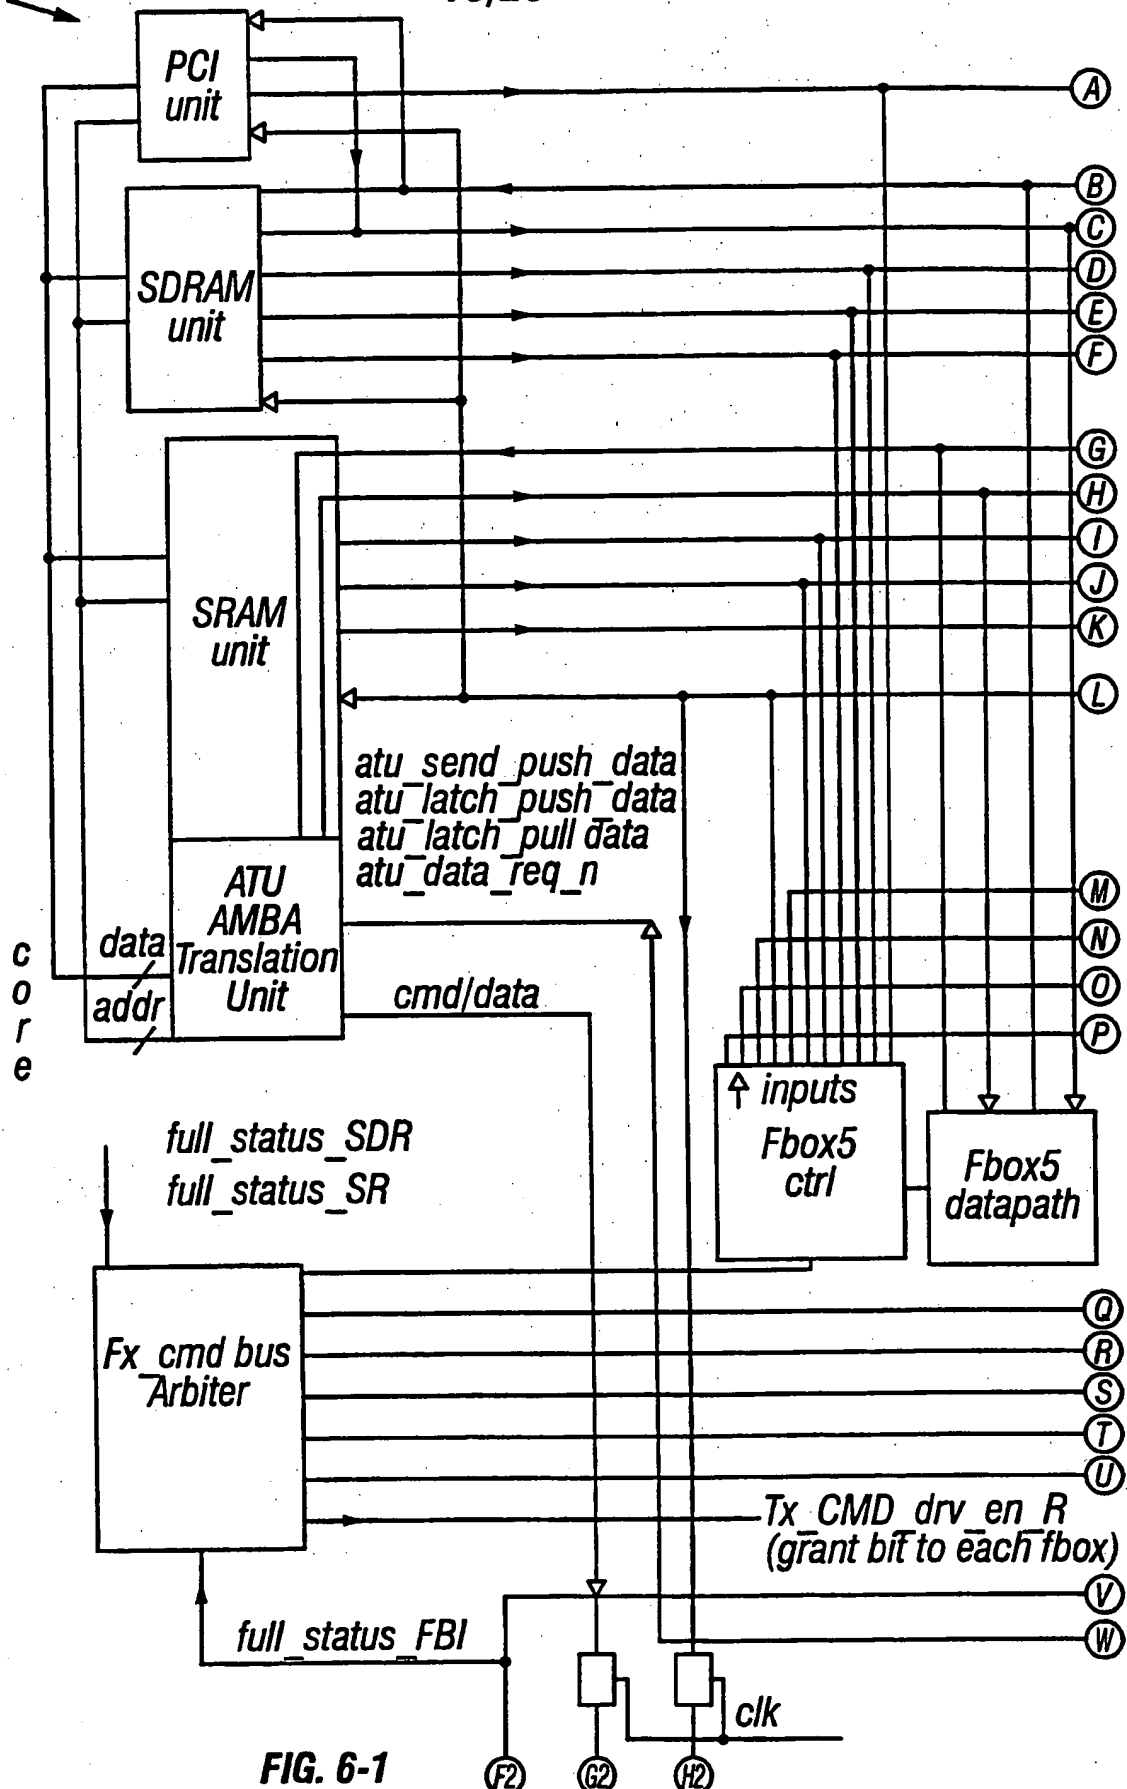 PCI
unit
A
B
C
SDRAM
unit
D
E
F
G
H
I
J
SRAM
unit
K
L
atu_send_push_data
atu_latch_push_data
atu_latch_pull data
atu_data_req_n
ATU
AMBA
Translation
Unit
core
data
addr
cmd/data
M
N
O
P
inputs
Fbox5
ctrl
Fbox5
datapath
full_status_SDR
full_status_SR
Fx_cmd bus
Arbiter
Q
R
S
T
U
Tx_CMD_drv_en_R
(grant bit to each fbox)
V
W
full_status_FBI
clk
FIG. 6-1
F2
G2
H2